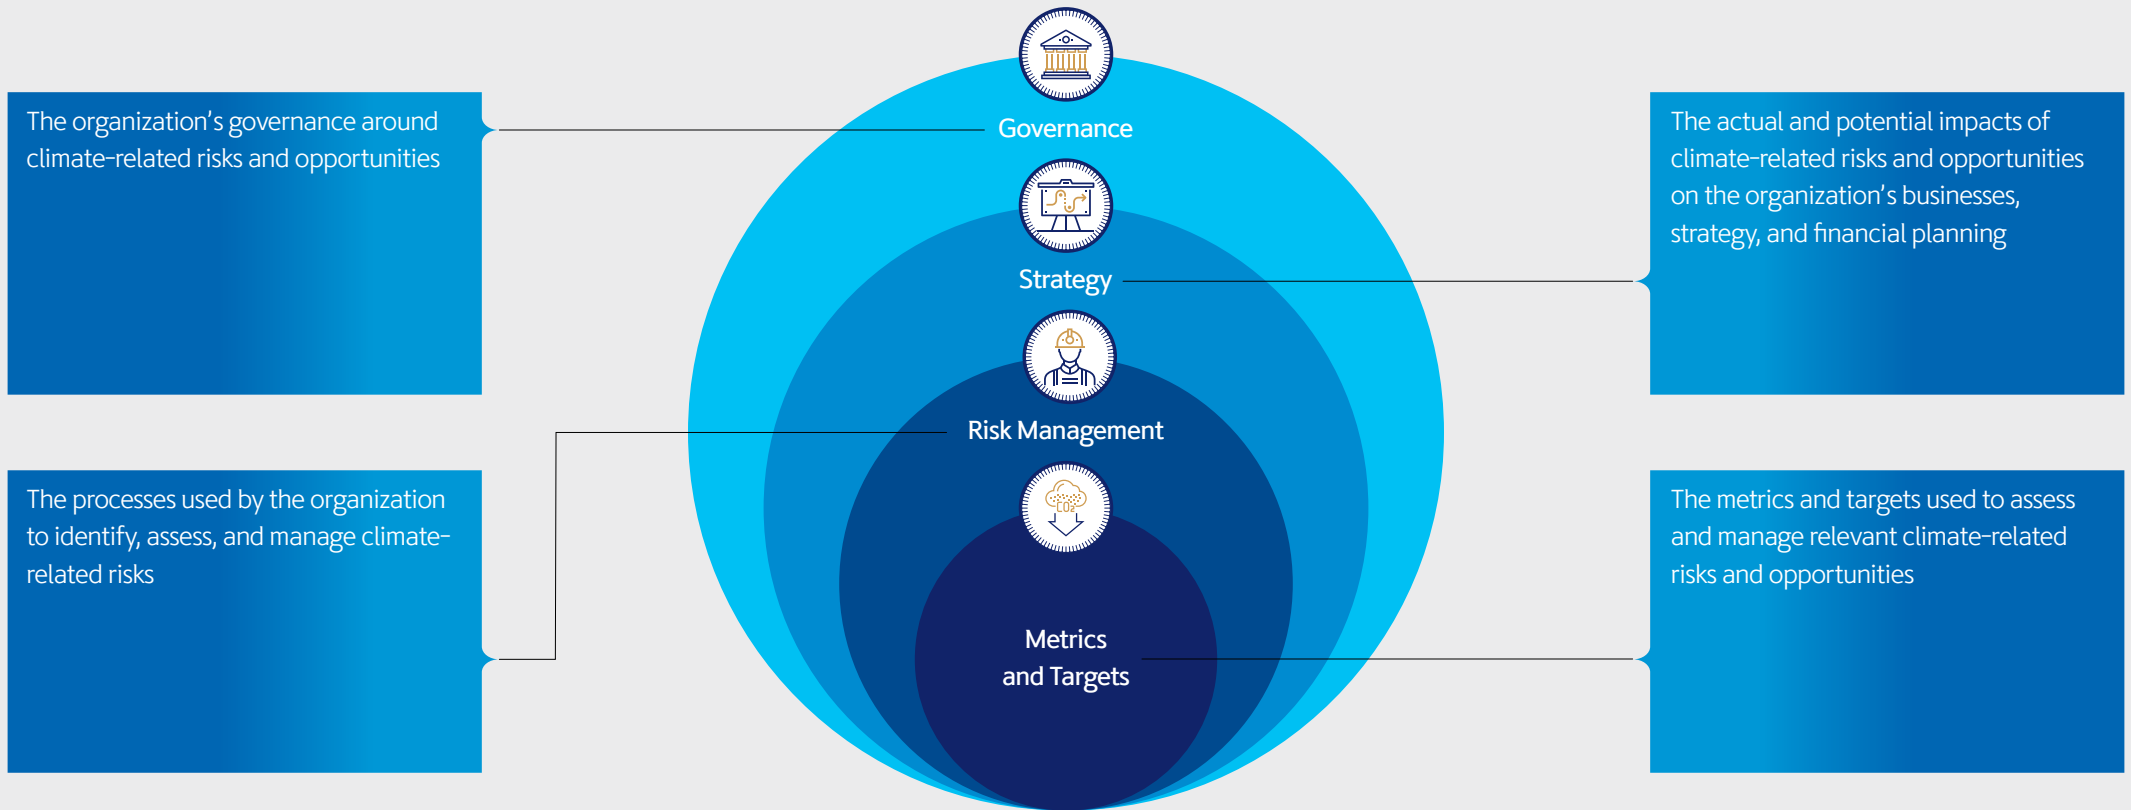 The organization’s governance around
climate-related risks and opportunities
The processes used by the organization
to identify, assess, and manage climate-
related risks
Governance
Strategy
Risk Management
CO₂
Metrics
and Targets
The actual and potential impacts of
climate-related risks and opportunities
on the organization’s businesses,
strategy, and financial planning
The metrics and targets used to assess
and manage relevant climate-related
risks and opportunities